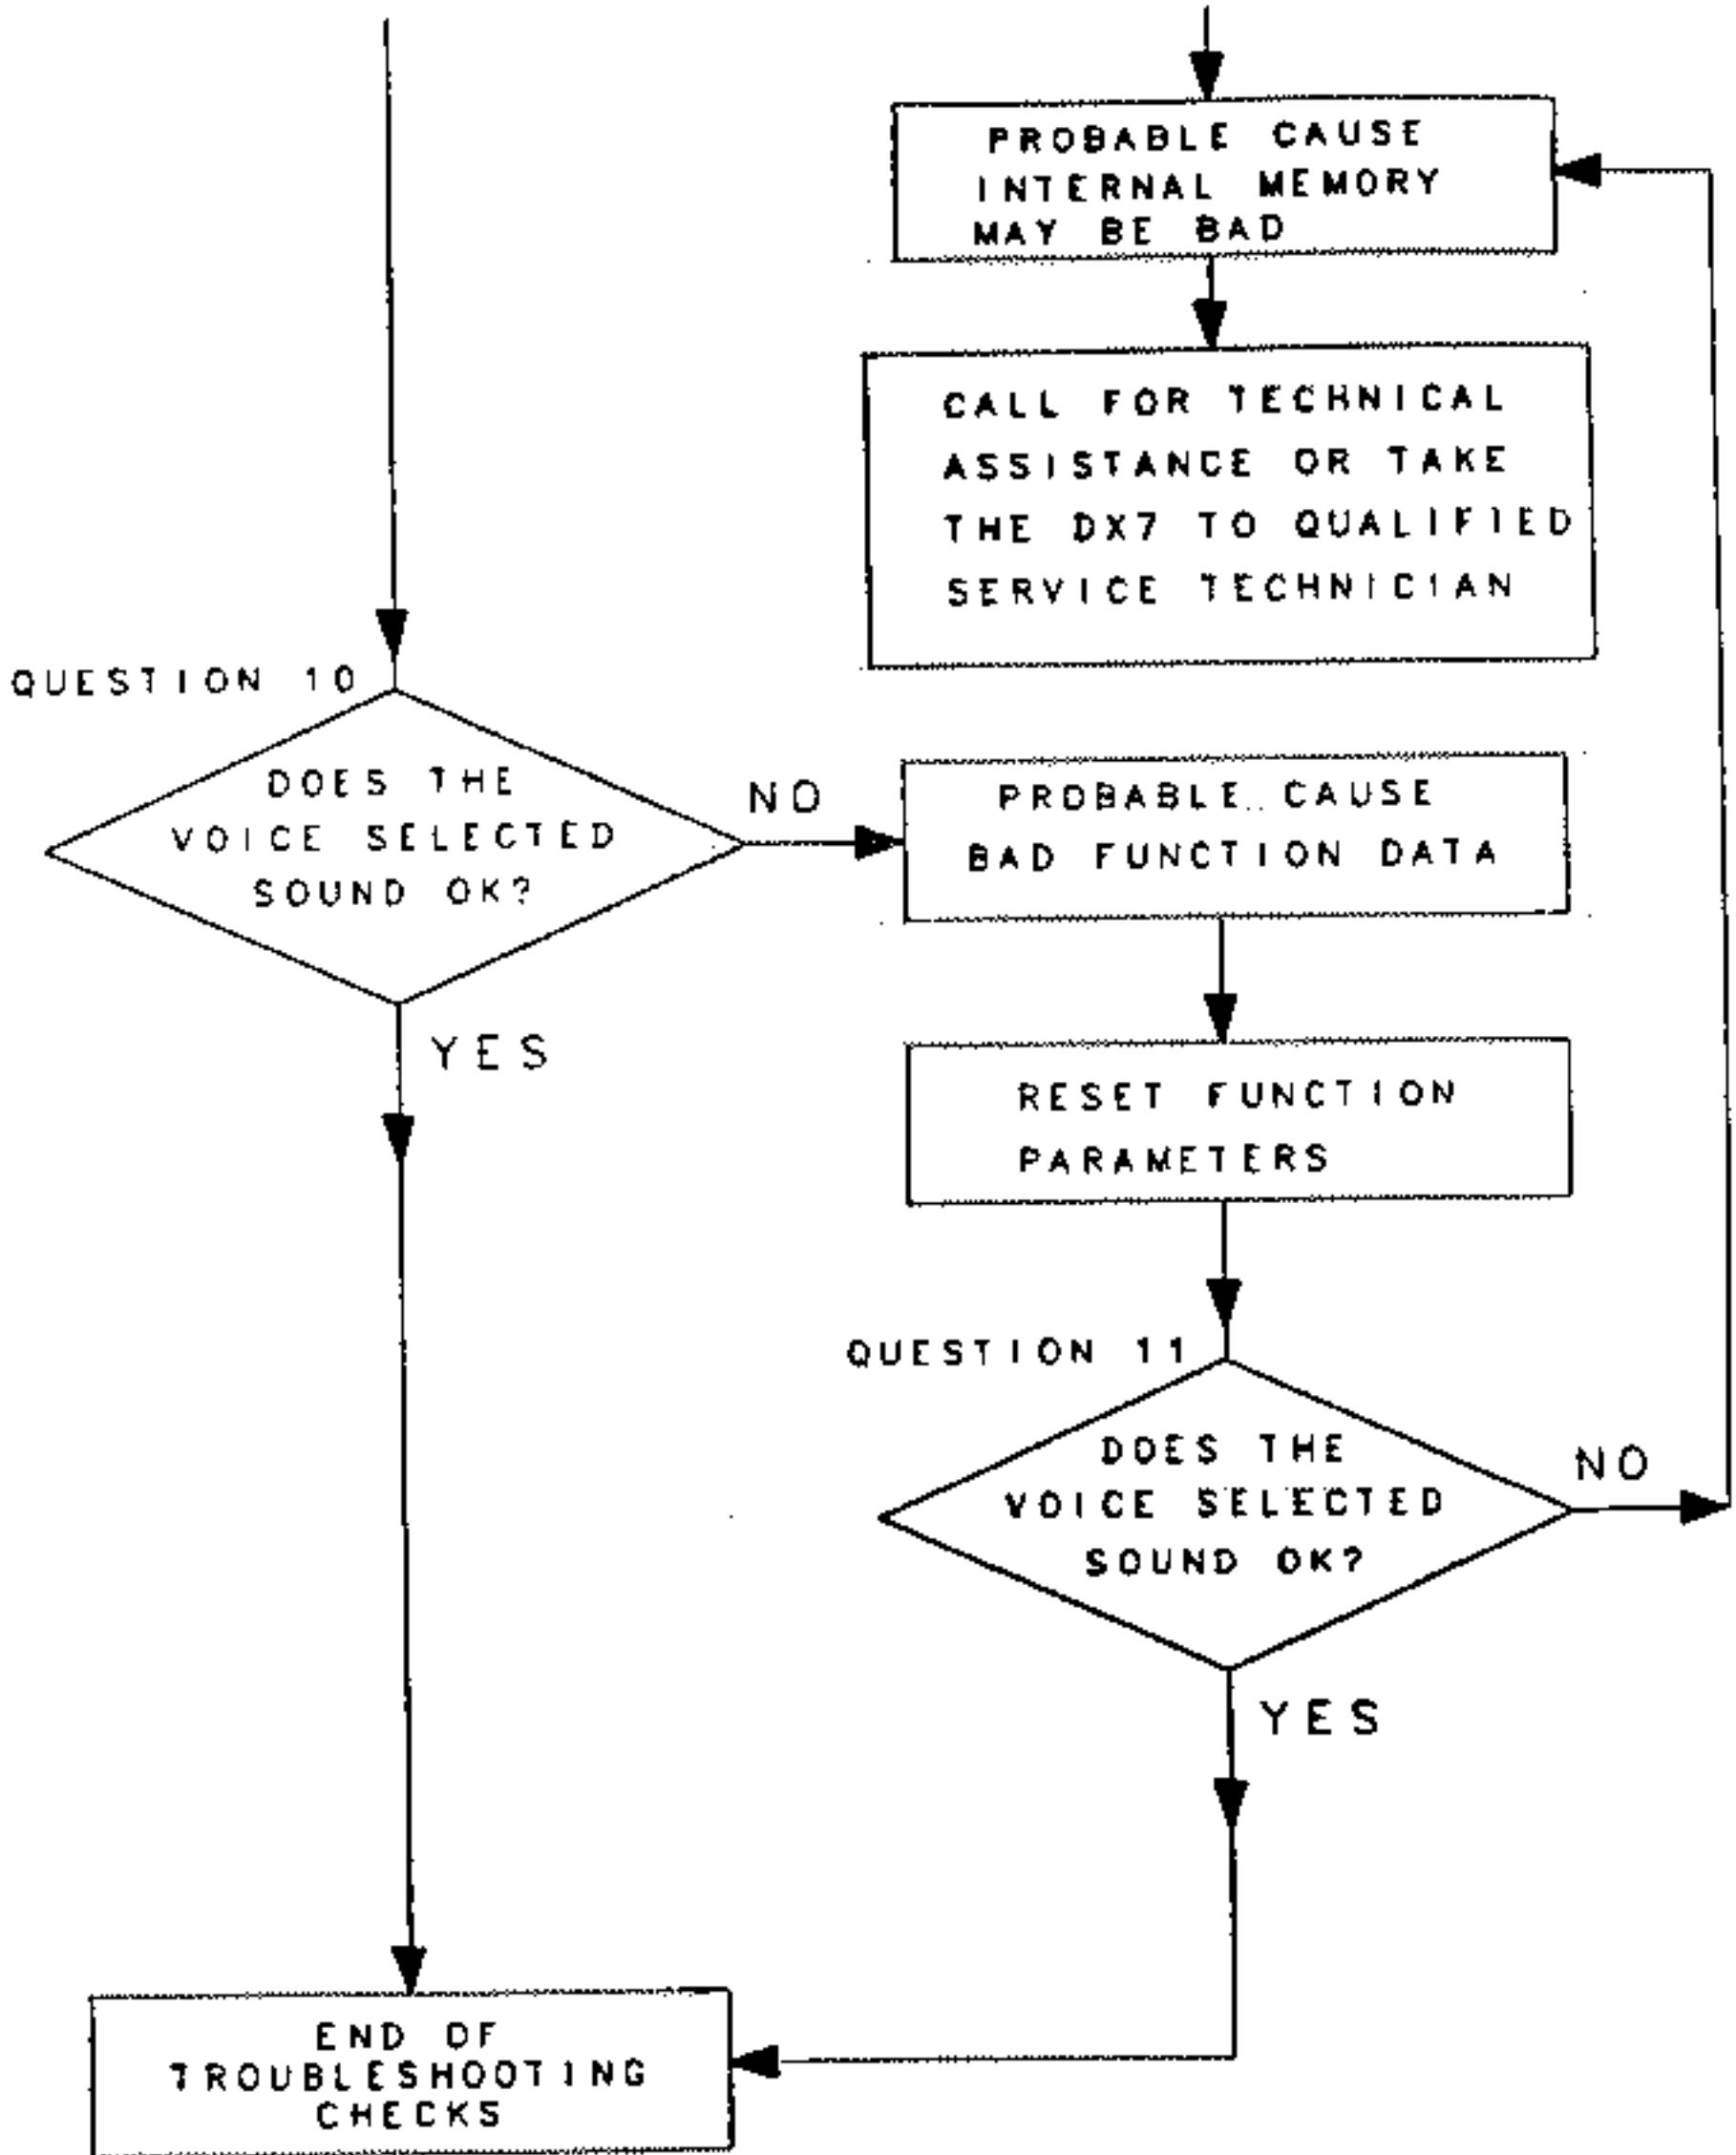 PROBABLE CAUSE
INTERNAL MEMORY
MAY BE BAD
CALL FOR TECHNICAL
ASSISTANCE OR TAKE
THE DX7 TO QUALIFIED
SERVICE TECHNICIAN
QUESTION 10
DOES THE
VOICE SELECTED
SOUND OK?
NO
YES
PROBABLE CAUSE
BAD FUNCTION DATA
RESET FUNCTION
PARAMETERS
QUESTION 11
DOES THE
VOICE SELECTED
SOUND OK?
NO
YES
END OF
TROUBLESHOOTING
CHECKS